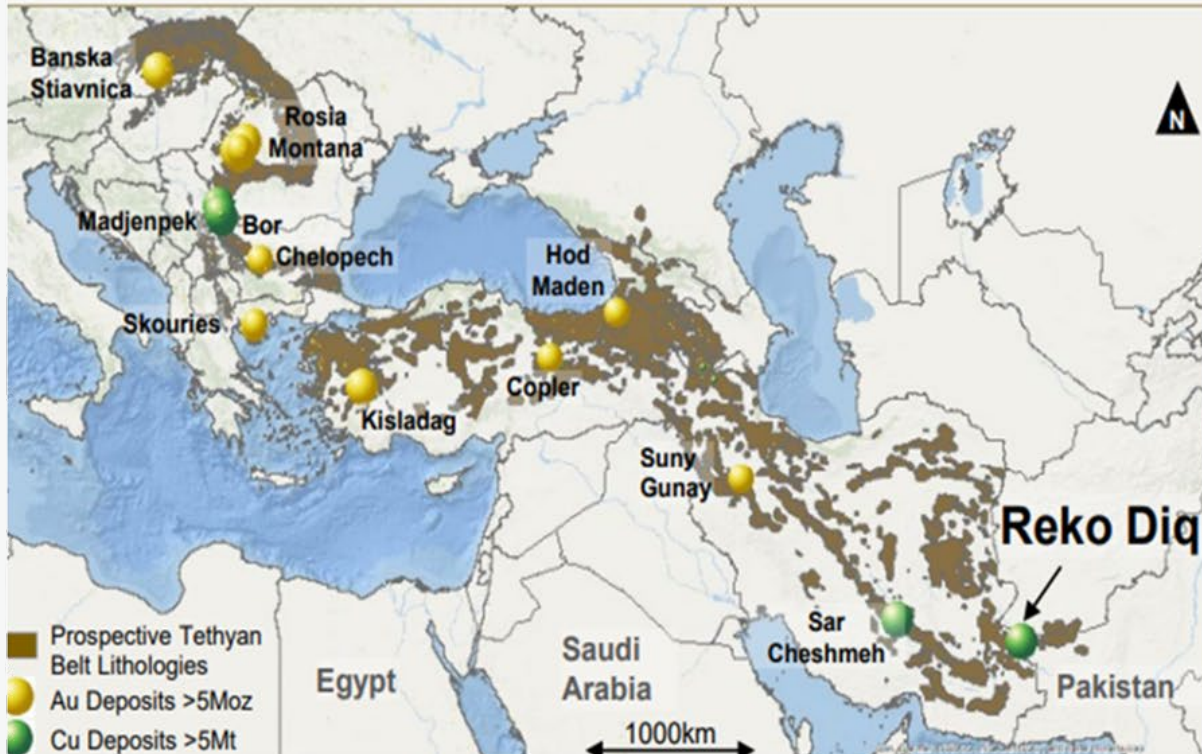 Banska
Stiavnica
Rosia
Montana
N
Madjenpek
Bor
Chelopech
Hod
Maden
Skouries
Copler
Kisladag
Suny
Gunay
Reko Diq
Sar
Cheshmeh
Pakistan
Saudi
Arabia
Egypt
1000km
Prospective Tethyan
Belt Lithologies
Au Deposits >5Moz
Cu Deposits >5Mt